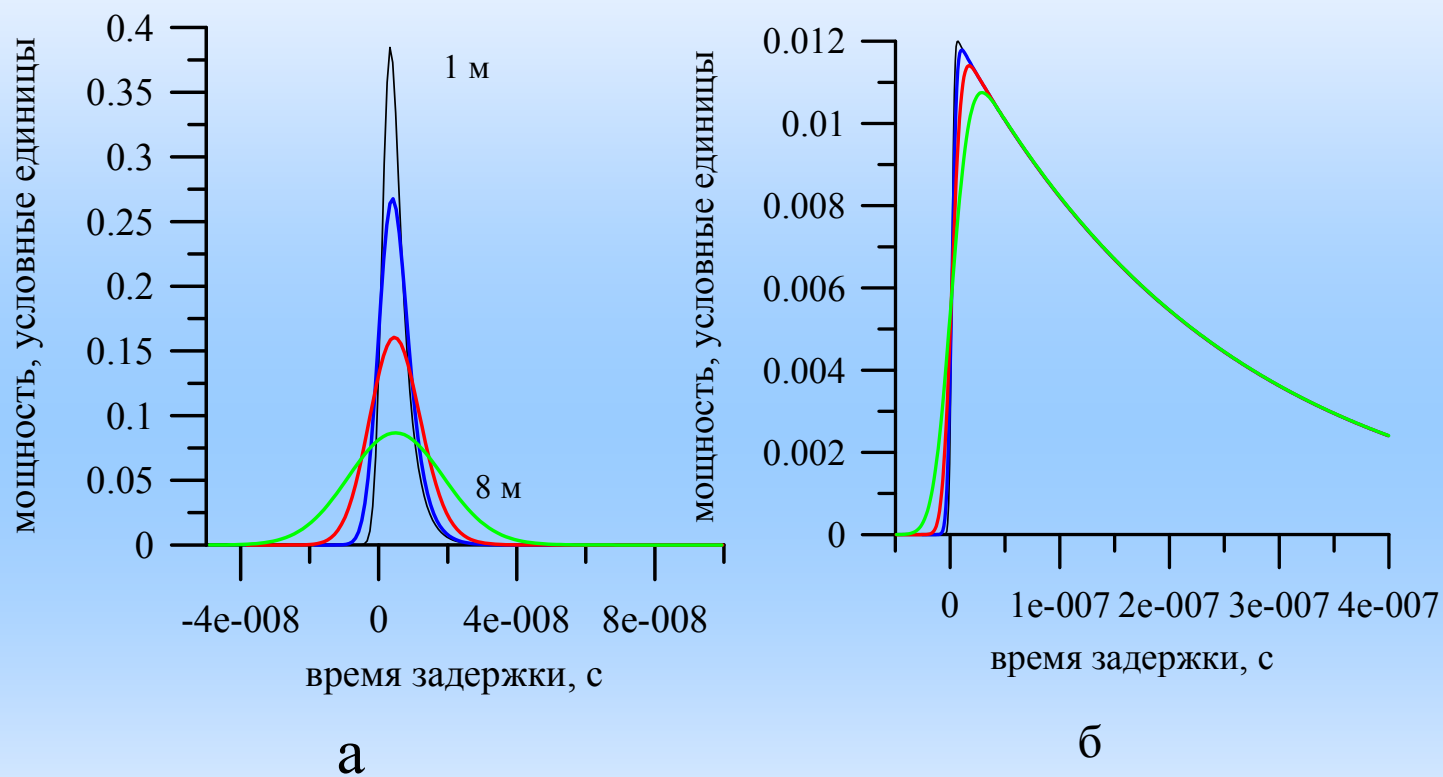 мощность, условные единицы
0.4
0.35
0.3
0.25
0.2
0.15
0.1
0.05
0
1 м
8 м
-4e-008 0 4e-008 8e-008
время задержки, с
а
мощность, условные единицы
0.012
0.01
0.008
0.006
0.004
0.002
0
0 1e-007 2e-007 3e-007 4e-007
время задержки, с
б